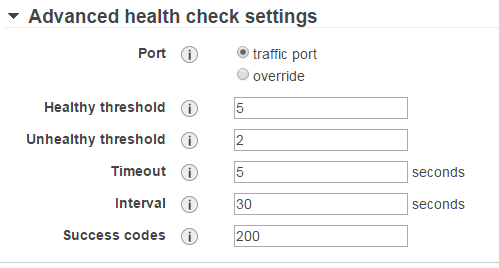 Advanced health check settings
Port i traffic port
override
Healthy threshold i 5
Unhealthy threshold i 2
Timeout i 5 seconds
Interval i 30 seconds
Success codes i 200